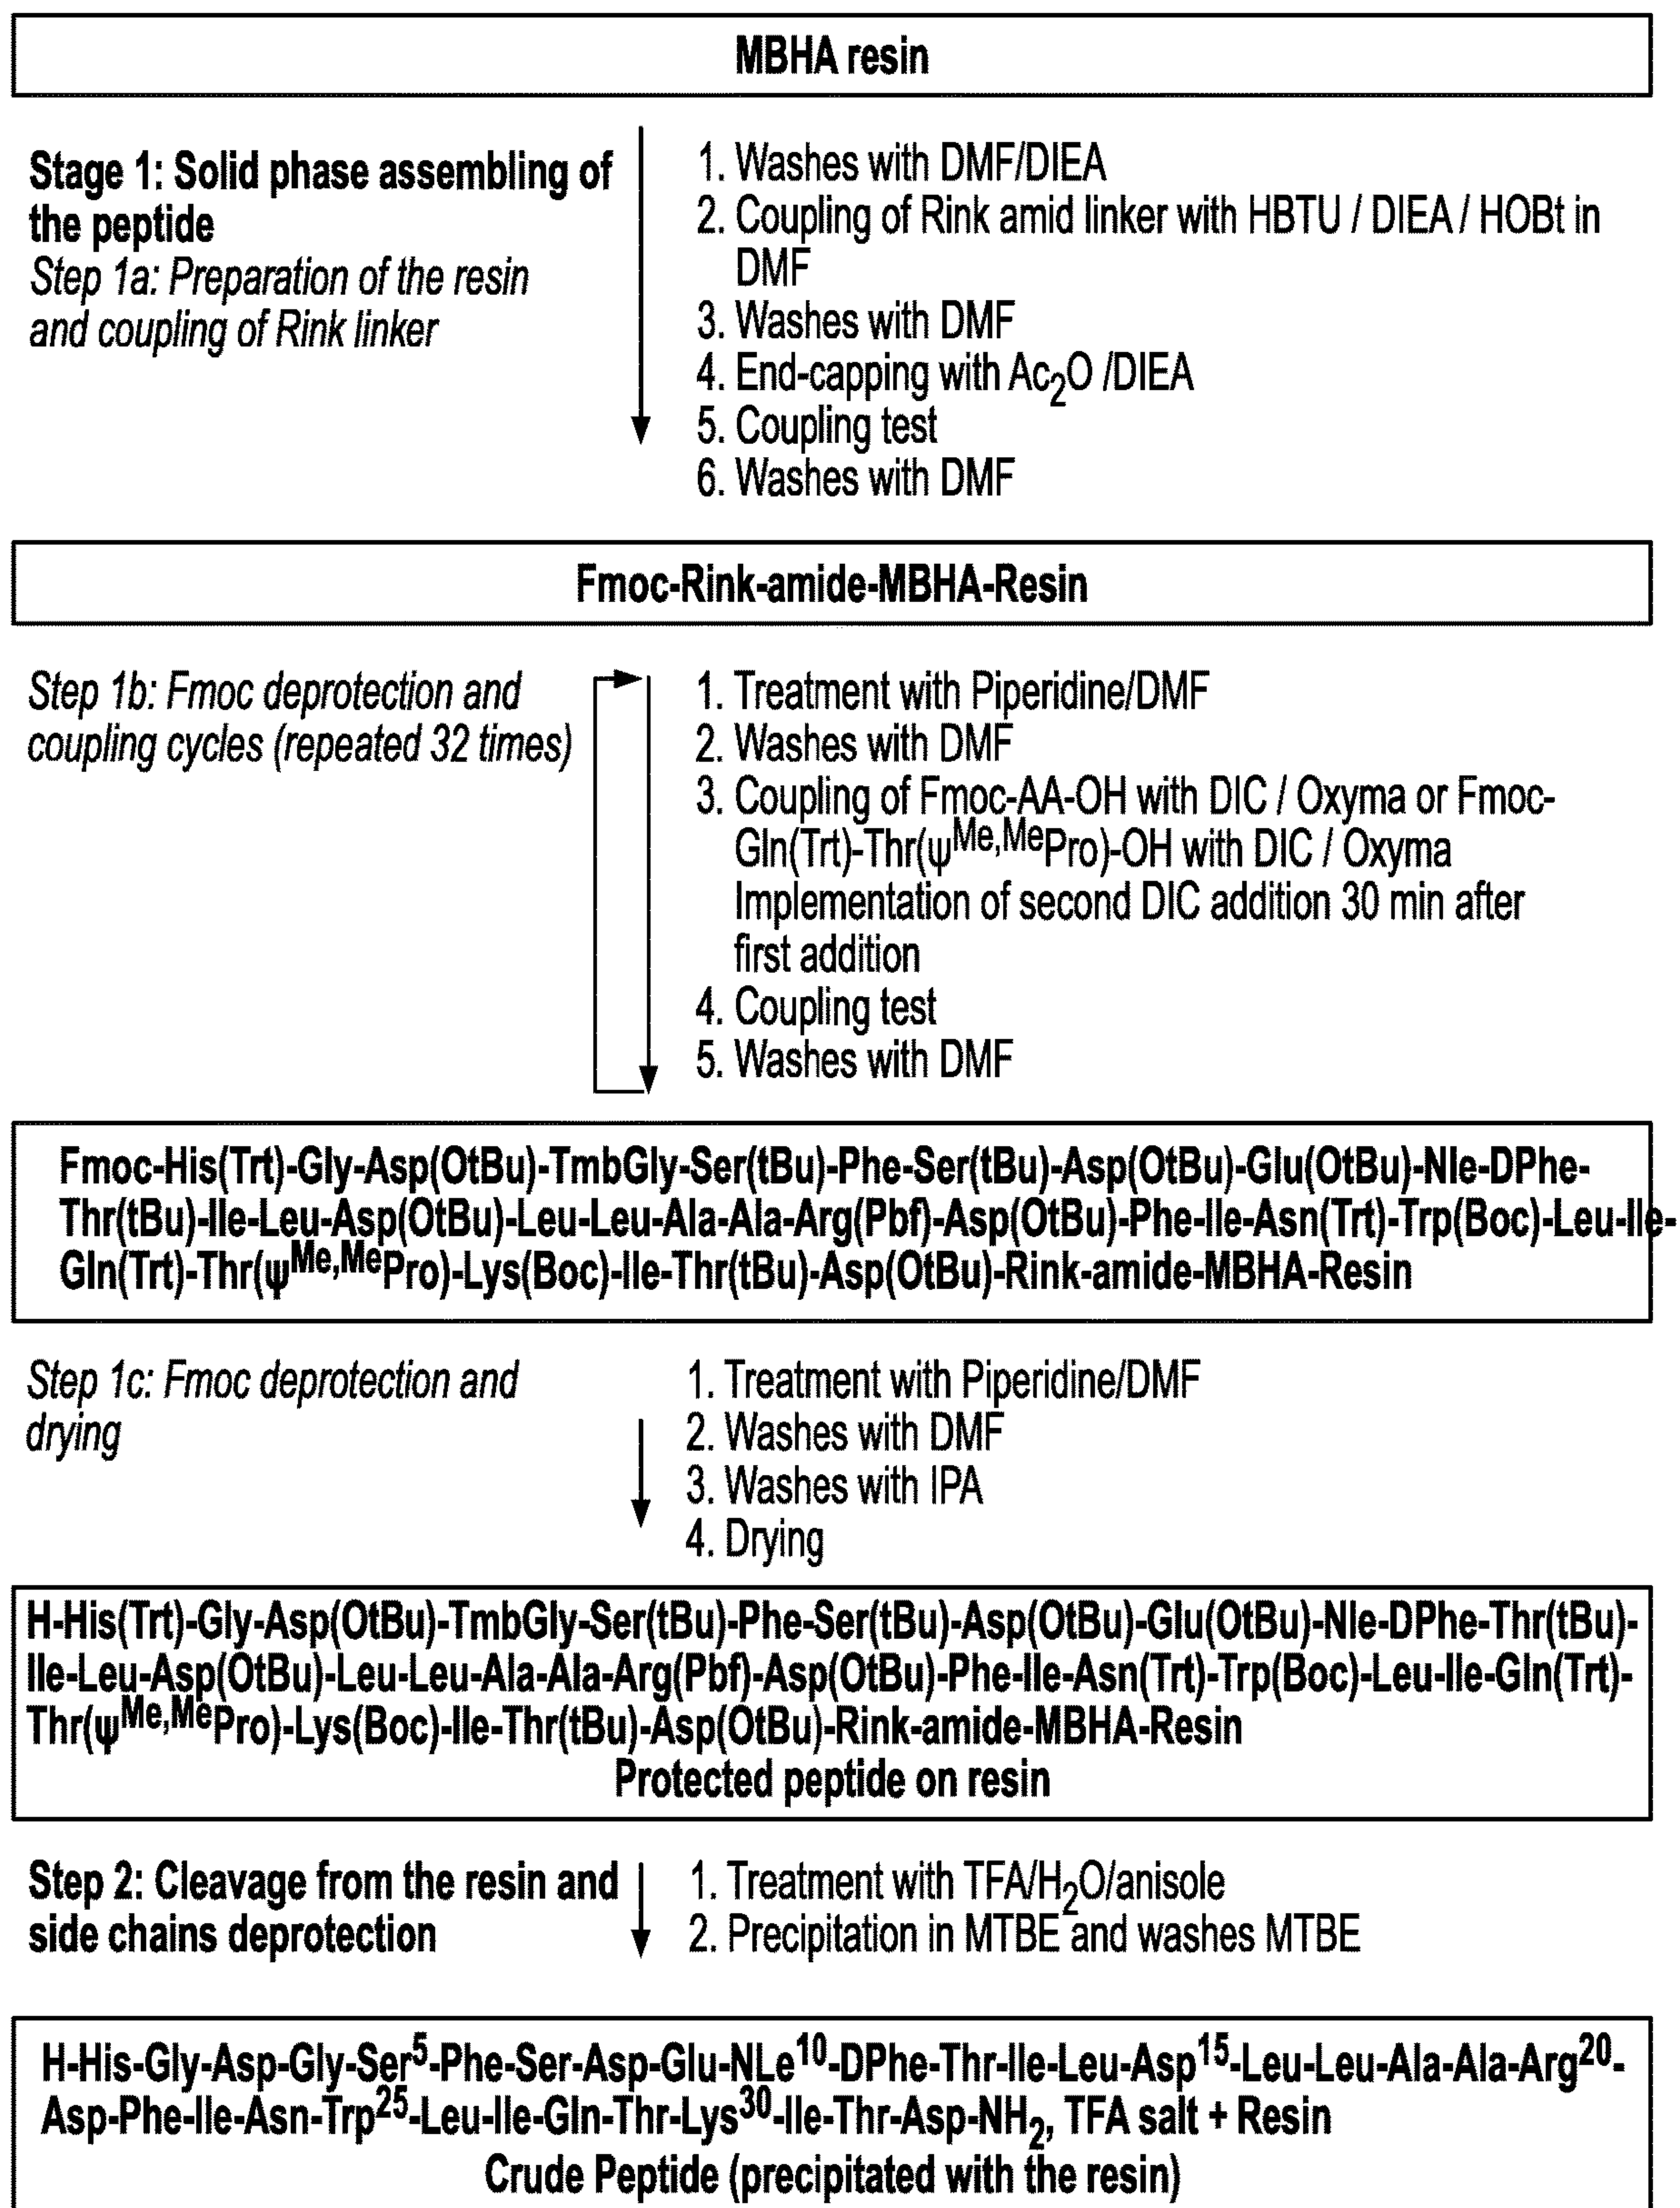 MBHA resin
Stage 1: Solid phase assembling of
the peptide
Step 1a: Preparation of the resin
and coupling of Rink linker
1. Washes with DMF/DIEA
2. Coupling of Rink amid linker with HBTU / DIEA / HOBt in
DMF
3. Washes with DMF
4. End-capping with Ac₂O /DIEA
5. Coupling test
6. Washes with DMF
Fmoc-Rink-amide-MBHA-Resin
Step 1b: Fmoc deprotection and
coupling cycles (repeated 32 times)
1. Treatment with Piperidine/DMF
2. Washes with DMF
3. Coupling of Fmoc-AA-OH with DIC / Oxyma or Fmoc-
Gln(Trt)-Thr(ψ^Me,MePro)-OH with DIC / Oxyma
Implementation of second DIC addition 30 min after
first addition
4. Coupling test
5. Washes with DMF
Fmoc-His(Trt)-Gly-Asp(OtBu)-TmbGly-Ser(tBu)-Phe-Ser(tBu)-Asp(OtBu)-Glu(OtBu)-Nle-DPhe-
Thr(tBu)-Ile-Leu-Asp(OtBu)-Leu-Leu-Ala-Ala-Arg(Pbf)-Asp(OtBu)-Phe-Ile-Asn(Trt)-Trp(Boc)-Leu-Ile-
Gln(Trt)-Thr(ψ^Me,MePro)-Lys(Boc)-Ile-Thr(tBu)-Asp(OtBu)-Rink-amide-MBHA-Resin
Step 1c: Fmoc deprotection and
drying
1. Treatment with Piperidine/DMF
2. Washes with DMF
3. Washes with IPA
4. Drying
H-His(Trt)-Gly-Asp(OtBu)-TmbGly-Ser(tBu)-Phe-Ser(tBu)-Asp(OtBu)-Glu(OtBu)-Nle-DPhe-Thr(tBu)-
Ile-Leu-Asp(OtBu)-Leu-Leu-Ala-Ala-Arg(Pbf)-Asp(OtBu)-Phe-Ile-Asn(Trt)-Trp(Boc)-Leu-Ile-Gln(Trt)-
Thr(ψ^Me,MePro)-Lys(Boc)-Ile-Thr(tBu)-Asp(OtBu)-Rink-amide-MBHA-Resin
Protected peptide on resin
Step 2: Cleavage from the resin and
side chains deprotection
1. Treatment with TFA/H₂O/anisole
2. Precipitation in MTBE and washes MTBE
H-His-Gly-Asp-Gly-Ser⁵-Phe-Ser-Asp-Glu-NLe¹⁰-DPhe-Thr-Ile-Leu-Asp¹⁵-Leu-Leu-Ala-Ala-Arg²⁰-
Asp-Phe-Ile-Asn-Trp²⁵-Leu-Ile-Gln-Thr-Lys³⁰-Ile-Thr-Asp-NH₂, TFA salt + Resin
Crude Peptide (precipitated with the resin)